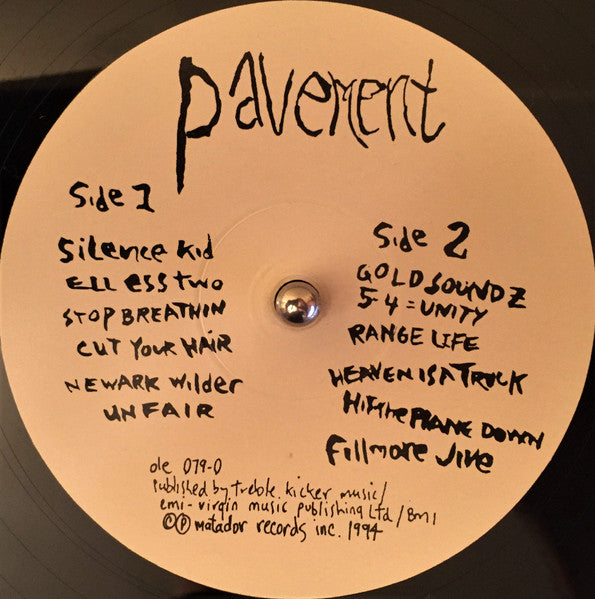 pavement
Side 1
Silence Kid
ELL ESS TWO
STOP BREATHIN
CUT YOUR HAIR
NEWARK Wilder
UNFAIR
Side 2
GOLD SOUNDZ
5-4=UNITY
RANGE LIFE
HEAVEN IS A TRUCK
Hit the PLANE DOWN
Fillmore Jive
ole 079-0
published by treble kicker music/
emi-virgin music publishing Ltd/BMI
©℗ matador records inc. 1994